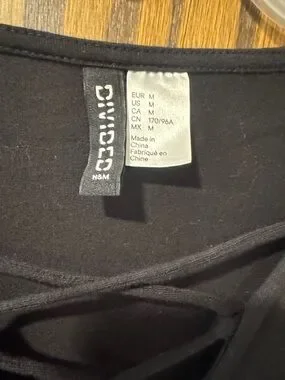 DIVIDED
H&M
EUR M
US M
CA M
CN 170/96A
MX M
Made in
China
Fabriqué en
Chine